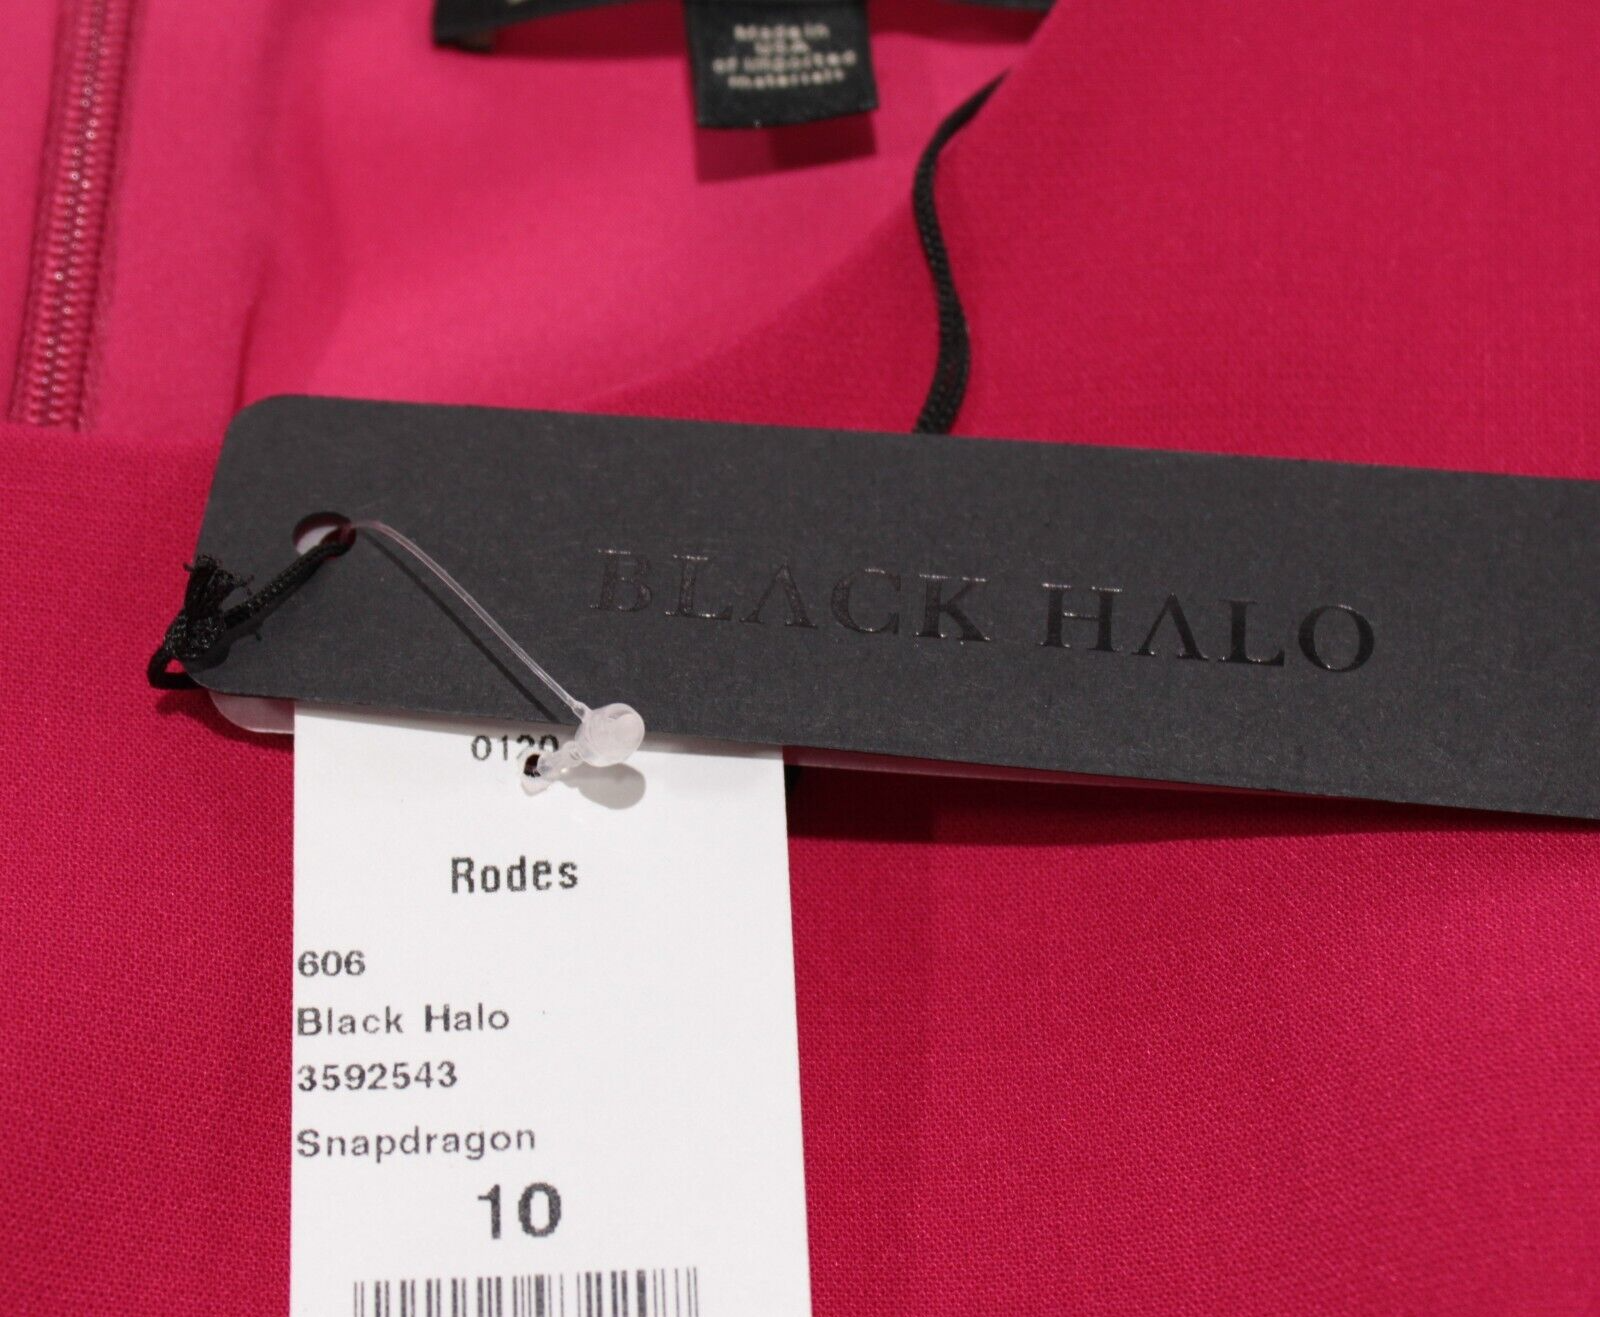 Made in
USA
of imported
materials
BLACK HALO
0120
Rodes
606
Black Halo
3592543
Snapdragon
10